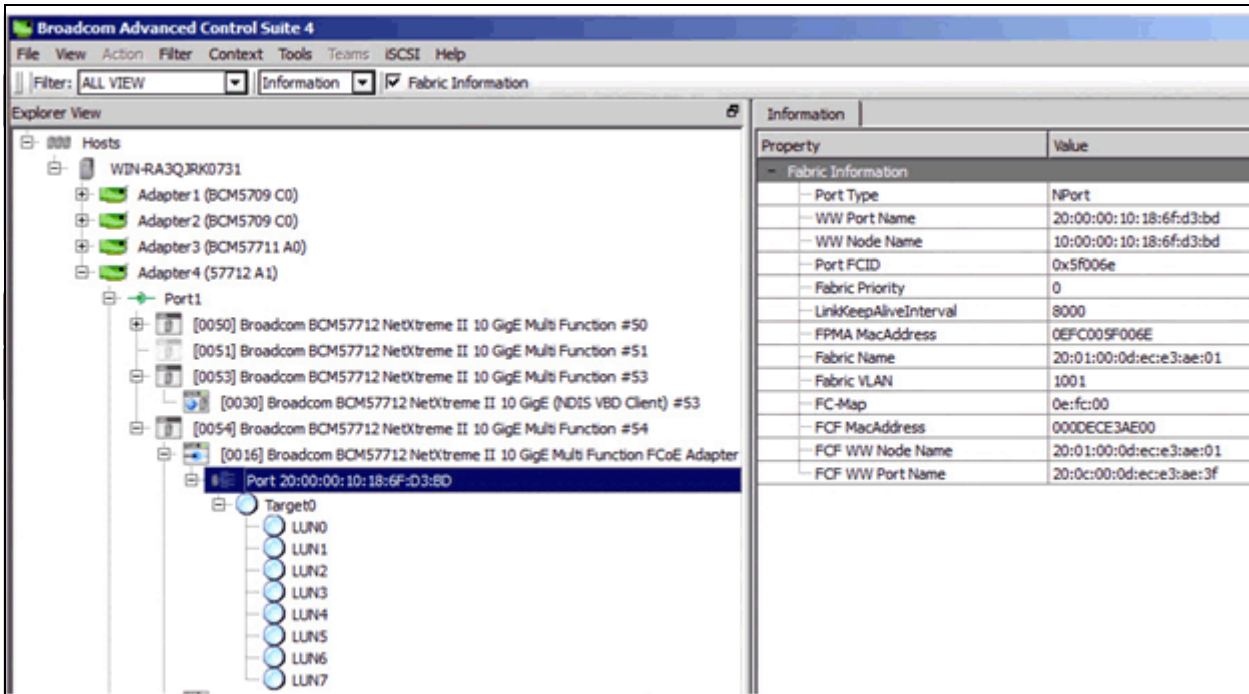 Broadcom Advanced Control Suite 4
File View Action Filter Context Tools Teams iSCSI Help
Filter: ALL VIEW Information Fabric Information
Explorer View
Hosts
WIN-RA3QJRK0731
Adapter1 (BCM5709 C0)
Adapter2 (BCM5709 C0)
Adapter3 (BCM57711 A0)
Adapter4 (57712 A1)
Port1
[0050] Broadcom BCM57712 NetXtreme II 10 GigE Multi Function #50
[0051] Broadcom BCM57712 NetXtreme II 10 GigE Multi Function #51
[0053] Broadcom BCM57712 NetXtreme II 10 GigE Multi Function #53
[0030] Broadcom BCM57712 NetXtreme II 10 GigE (NDIS VBD Client) #53
[0054] Broadcom BCM57712 NetXtreme II 10 GigE Multi Function #54
[0016] Broadcom BCM57712 NetXtreme II 10 GigE Multi Function FCoE Adapter
Port 20:00:00:10:18:6F:D3:BD
Target0
LUN0
LUN1
LUN2
LUN3
LUN4
LUN5
LUN6
LUN7
Information
Property Value
Fabric Information
Port Type NPort
WW Port Name 20:00:00:10:18:6f:d3:bd
WW Node Name 10:00:00:10:18:6f:d3:bd
Port FCID 0x5f006e
Fabric Priority 0
LinkKeepAliveInterval 8000
FPMA MacAddress 0EFC005F006E
Fabric Name 20:01:00:0d:ec:e3:ae:01
Fabric VLAN 1001
FC-Map 0e:fc:00
FCF MacAddress 000DECE3AE00
FCF WW Node Name 20:01:00:0d:ec:e3:ae:01
FCF WW Port Name 20:0c:00:0d:ec:e3:ae:3f